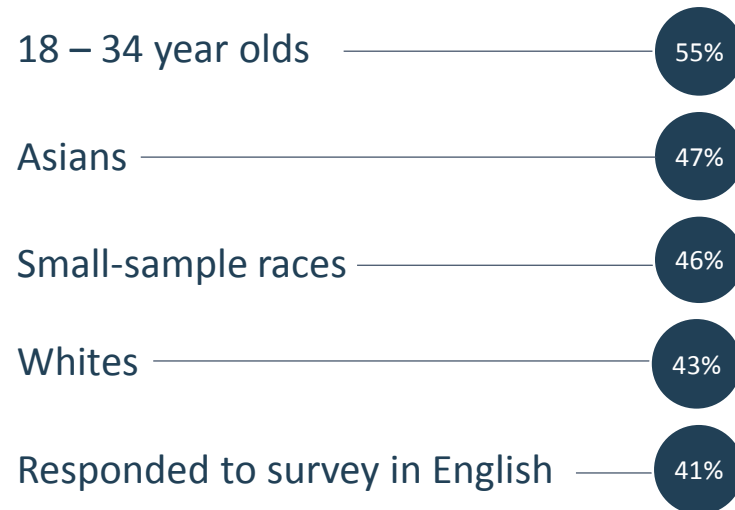 18 – 34 year olds 55%
Asians 47%
Small-sample races 46%
Whites 43%
Responded to survey in English 41%